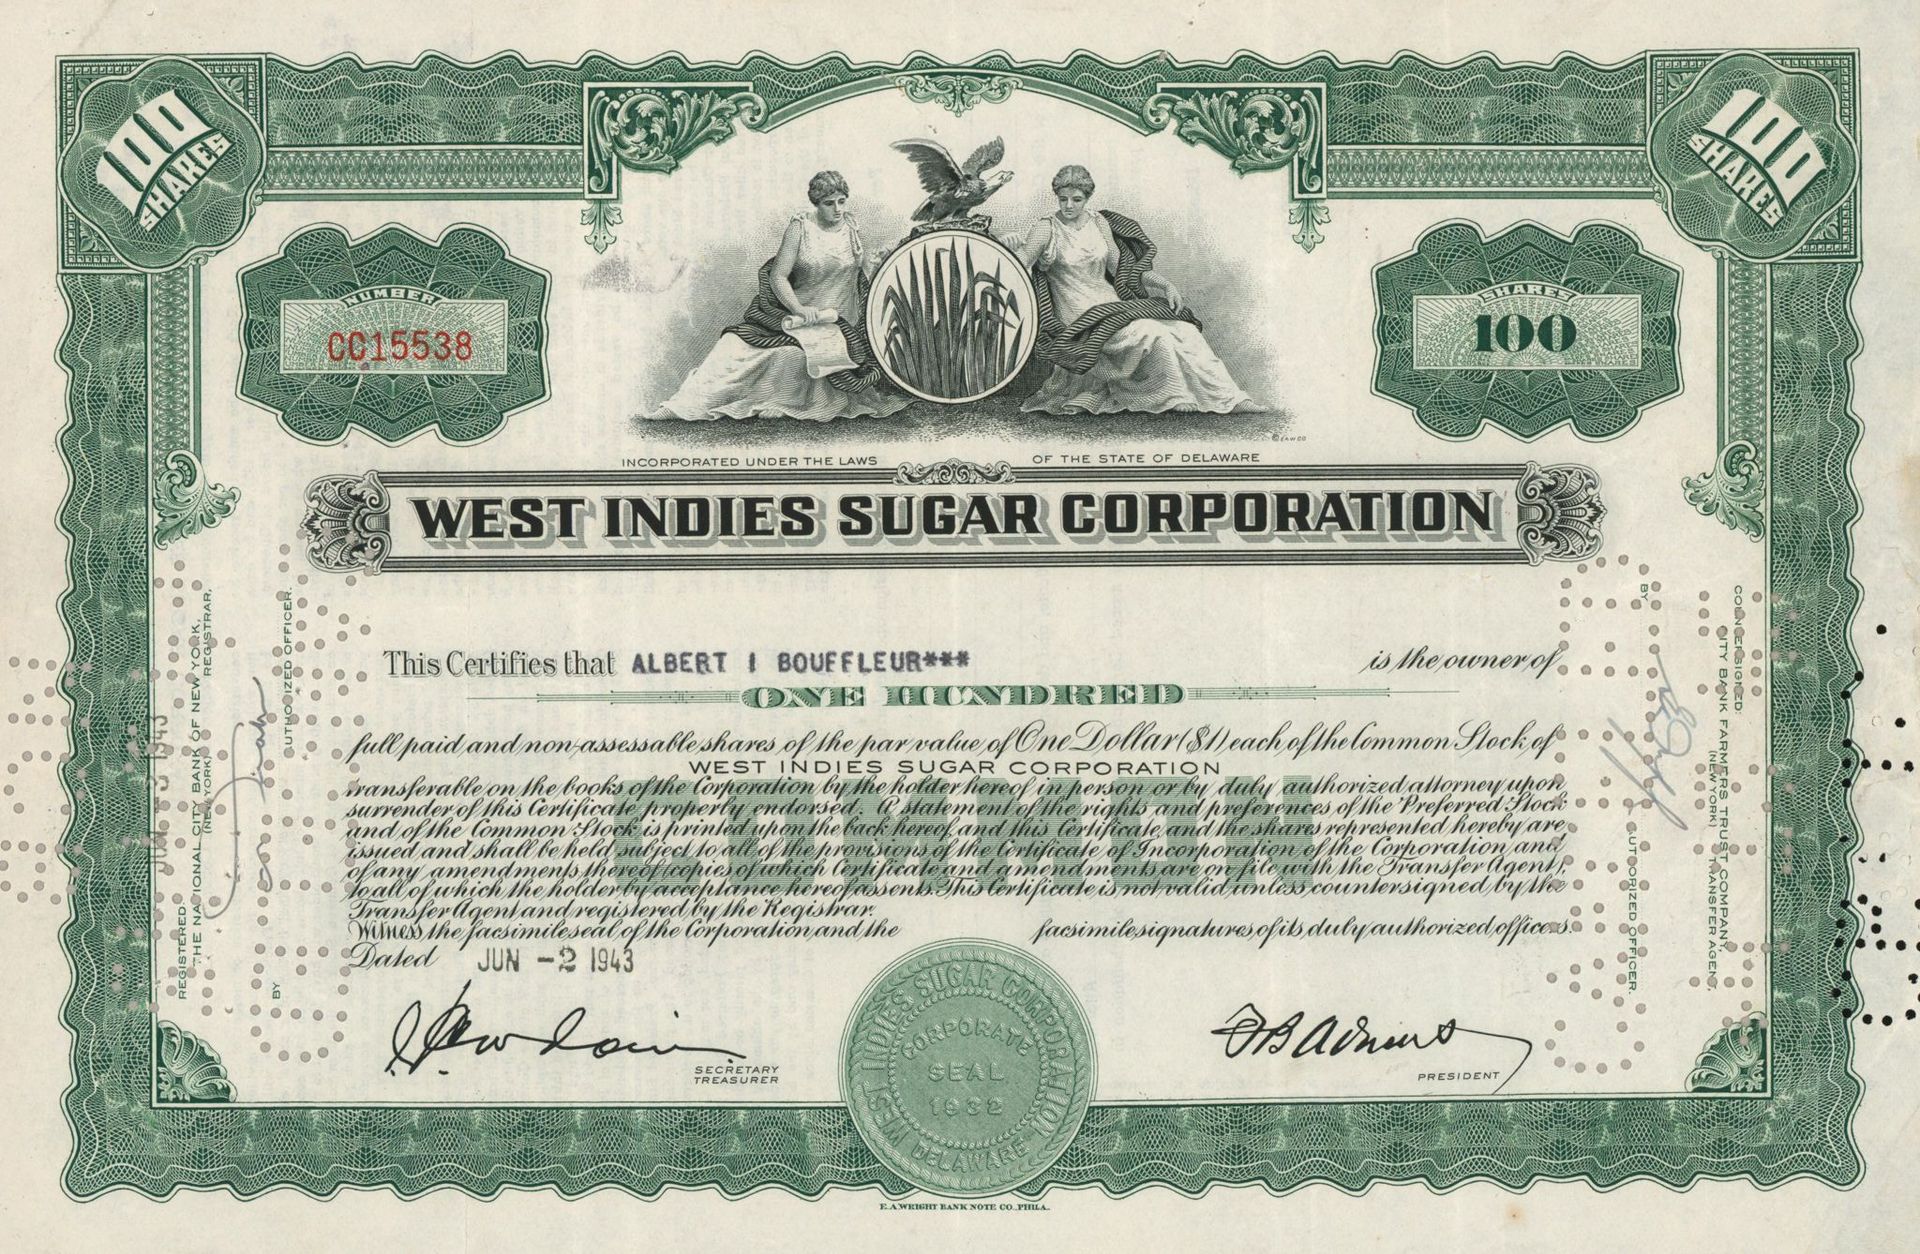 100 SHARES
100 SHARES
NUMBER
CC15538
SHARES
100
© E A W CO
INCORPORATED UNDER THE LAWS OF THE STATE OF DELAWARE
WEST INDIES SUGAR CORPORATION
This Certifies that ALBERT I BOUFFLEUR*** is the owner of
ONE HUNDRED
full paid and non-assessable shares of the par value of One Dollar ($1) each of the Common Stock of
WEST INDIES SUGAR CORPORATION
transferable on the books of the Corporation by the holder hereof in person or by duly authorized attorney upon
surrender of this Certificate properly endorsed. A statement of the rights and preferences of the Preferred Stock
and of the Common Stock is printed upon the back hereof and this Certificate and the shares represented hereby are
issued and shall be held subject to all of the provisions of the Certificate of Incorporation of the Corporation and
of any amendments thereof (copies of which Certificate and amendments are on file with the Transfer Agent),
to all of which the holder by acceptance hereof assents. This Certificate is not valid unless countersigned by the
Transfer Agent and registered by the Registrar.
Witness the facsimile seal of the Corporation and the facsimile signatures of its duly authorized officers.
Dated JUN -2 1943
SECRETARY
TREASURER
PRESIDENT
WEST INDIES SUGAR CORPORATION
CORPORATE
SEAL
1932
DELAWARE
REGISTERED:
THE NATIONAL CITY BANK OF NEW YORK,
(NEW YORK) REGISTRAR,
BY
AUTHORIZED OFFICER.
1943
COUNTERSIGNED:
CITY BANK FARMERS TRUST COMPANY,
(NEW YORK) TRANSFER AGENT,
BY
AUTHORIZED OFFICER.
E. A. WRIGHT BANK NOTE CO., PHILA.